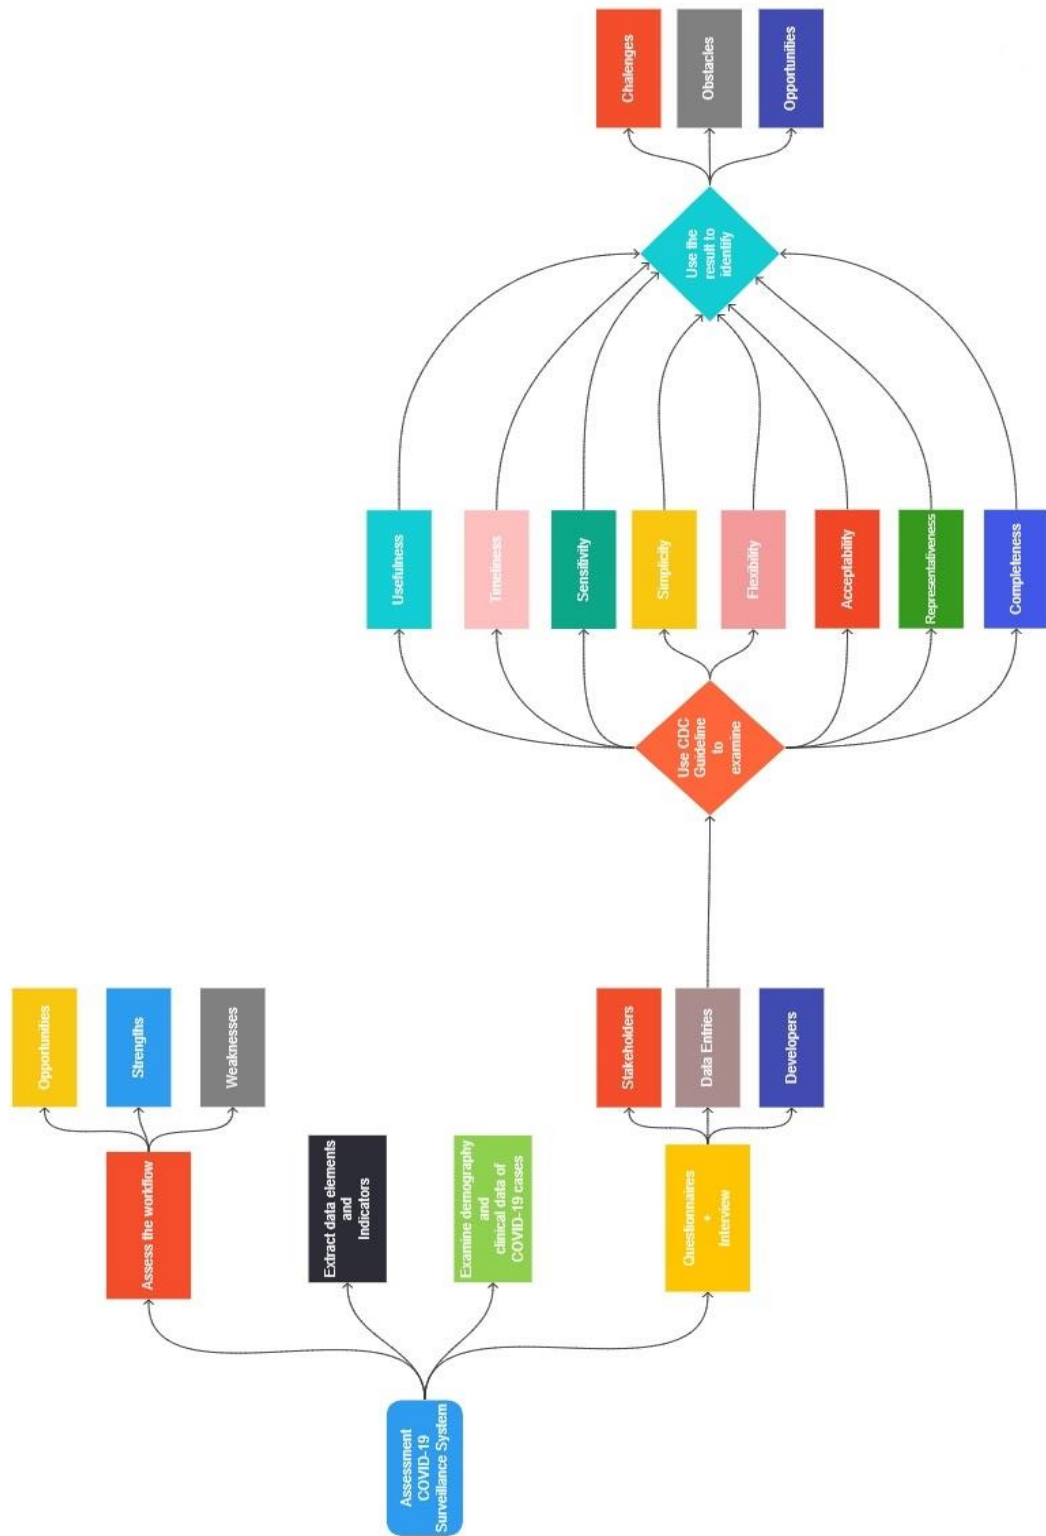 Assessment
COVID-19
Surveillance System
Assess the workflow
Opportunities
Strengths
Weaknesses
Extract data elements
and
Indicators
Examine demography
and
clinical data of
COVID-19 cases
Questionnaires
+
Interview
Stakeholders
Data Entries
Developers
Use CDC
Guideline
to
examine
Usefulness
Timeliness
Sensitivity
Simplicity
Flexibility
Acceptability
Representativeness
Completeness
Use the
result to
identify
Chalenges
Obstacles
Opportunities